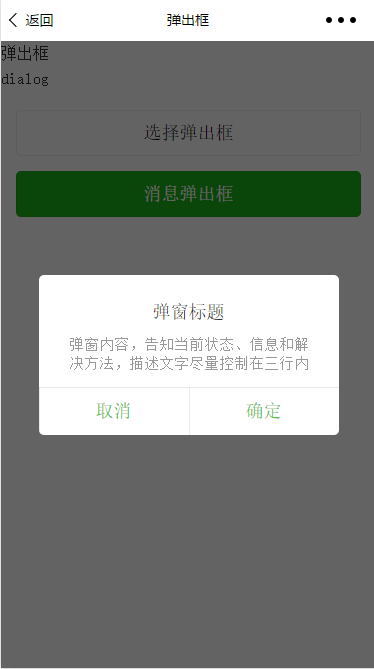 返回
弹出框
弹出框
dialog
选择弹出框
消息弹出框
弹窗标题
弹窗内容，告知当前状态、信息和解
决方法，描述文字尽量控制在三行内
取消
确定